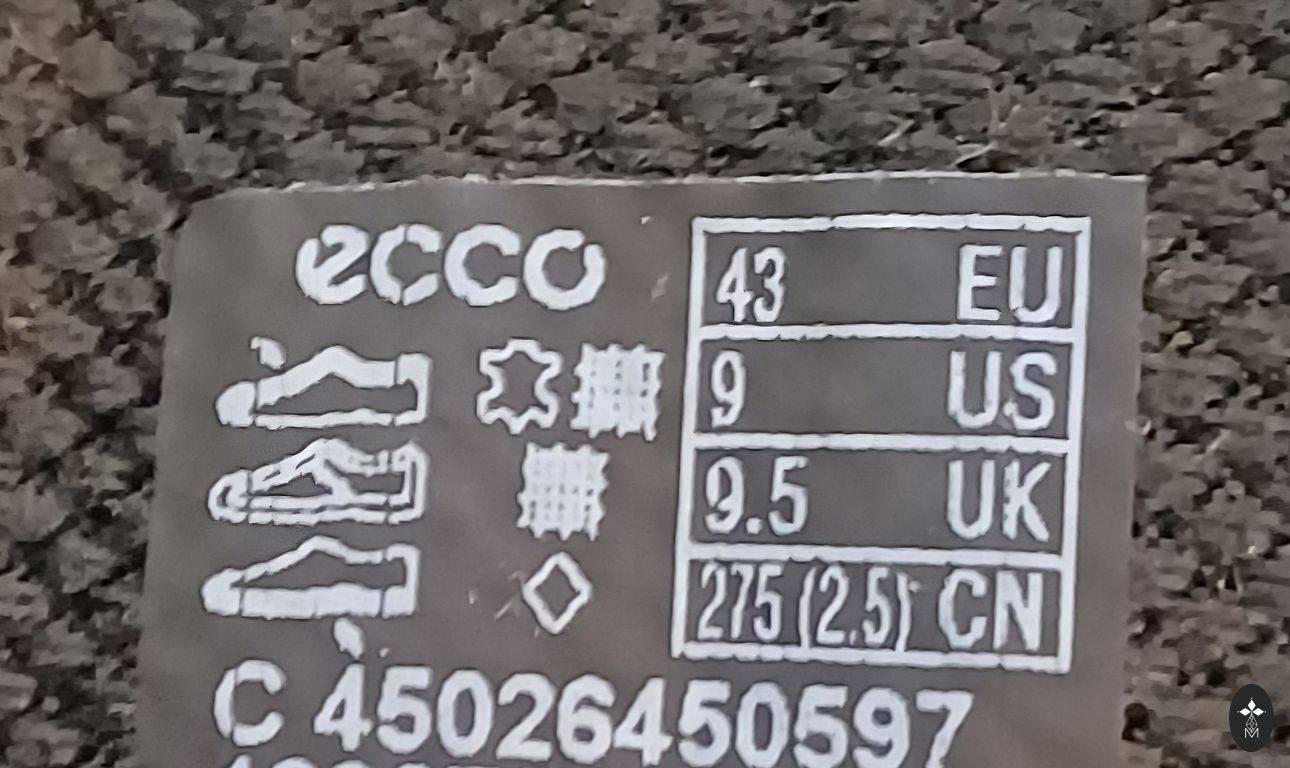 ecco
43 EU
9 US
9.5 UK
275 (2.5) CN
C 45026450597